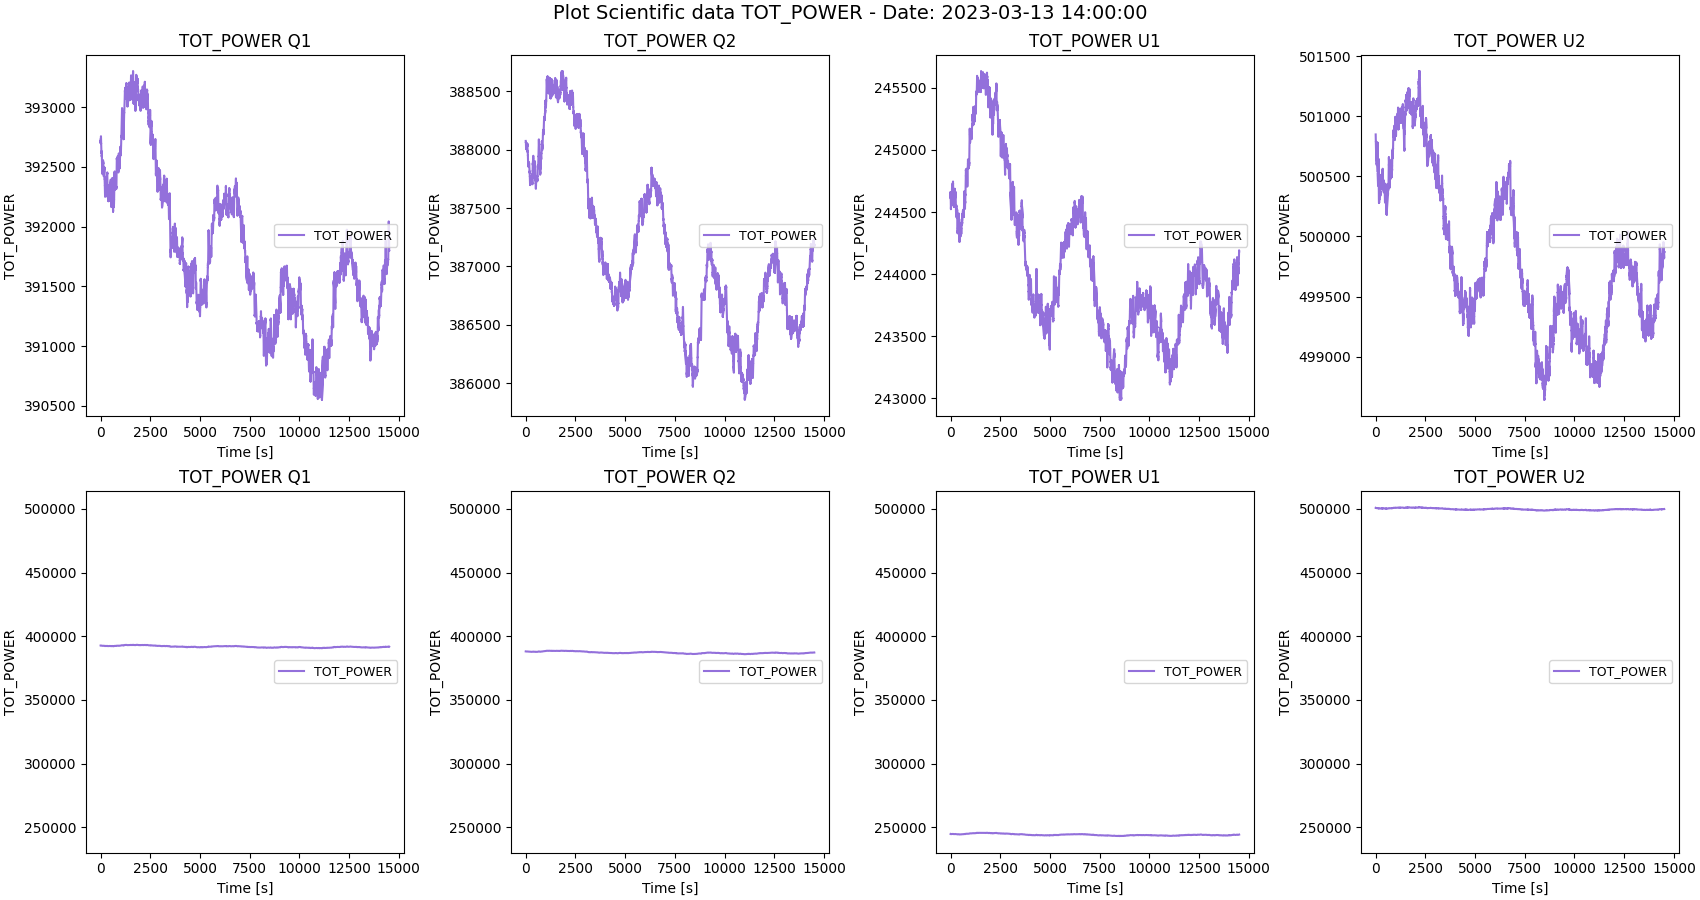 Plot Scientific data TOT_POWER - Date: 2023-03-13 14:00:00
TOT_POWER Q1
TOT_POWER
393000
392500
392000
391500
391000
390500
TOT_POWER
0 2500 5000 7500 10000 12500 15000
Time [s]
TOT_POWER Q2
TOT_POWER
388500
388000
387500
387000
386500
386000
TOT_POWER
0 2500 5000 7500 10000 12500 15000
Time [s]
TOT_POWER U1
TOT_POWER
245500
245000
244500
244000
243500
243000
TOT_POWER
0 2500 5000 7500 10000 12500 15000
Time [s]
TOT_POWER U2
TOT_POWER
501500
501000
500500
500000
499500
499000
TOT_POWER
0 2500 5000 7500 10000 12500 15000
Time [s]
TOT_POWER Q1
TOT_POWER
500000
450000
400000
350000
300000
250000
TOT_POWER
0 2500 5000 7500 10000 12500 15000
Time [s]
TOT_POWER Q2
TOT_POWER
500000
450000
400000
350000
300000
250000
TOT_POWER
0 2500 5000 7500 10000 12500 15000
Time [s]
TOT_POWER U1
TOT_POWER
500000
450000
400000
350000
300000
250000
TOT_POWER
0 2500 5000 7500 10000 12500 15000
Time [s]
TOT_POWER U2
TOT_POWER
500000
450000
400000
350000
300000
250000
TOT_POWER
0 2500 5000 7500 10000 12500 15000
Time [s]